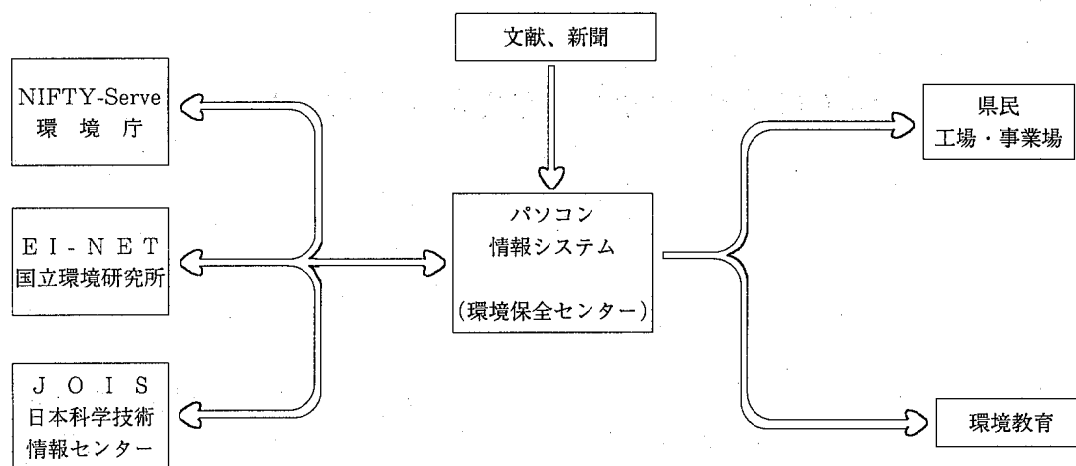 文献、新聞
NIFTY-Serve
環境庁
EI-NET
国立環境研究所
JOIS
日本科学技術
情報センター
パソコン
情報システム
(環境保全センター)
県民
工場・事業場
環境教育